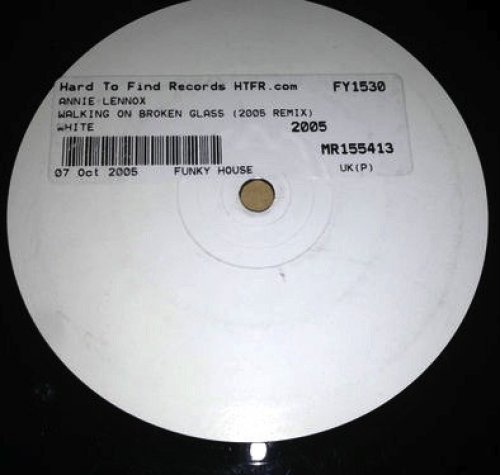 Hard To Find Records HTFR.com FY1530
ANNIE LENNOX
WALKING ON BROKEN GLASS (2005 REMIX)
WHITE 2005
MR155413
07 Oct 2005 FUNKY HOUSE UK(P)